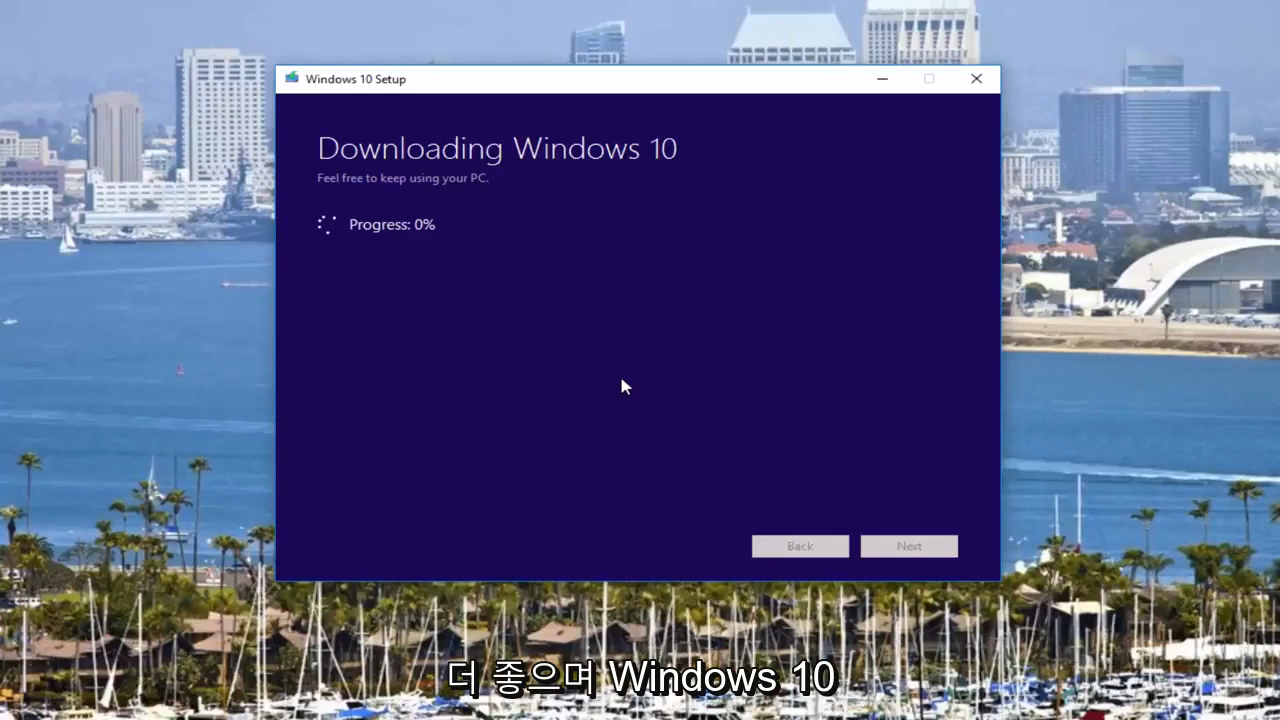 Windows 10 Setup
Downloading Windows 10
Feel free to keep using your PC.
Progress: 0%
Back
Next
더 좋으며 Windows 10